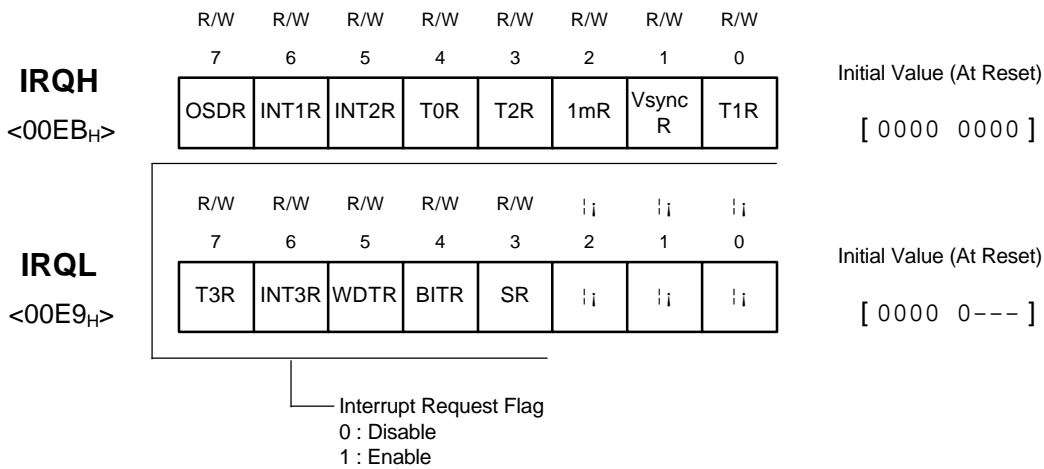 R/W R/W R/W R/W R/W R/W R/W R/W
7 6 5 4 3 2 1 0
IRQH
<00EBH>
OSDR INT1R INT2R T0R T2R 1mR Vsync R T1R
Initial Value (At Reset)
[ 0000 0000 ]
R/W R/W R/W R/W R/W ¦¡ ¦¡ ¦¡
7 6 5 4 3 2 1 0
IRQL
<00E9H>
T3R INT3R WDTR BITR SR ¦¡ ¦¡ ¦¡
Initial Value (At Reset)
[ 0000 0--- ]
Interrupt Request Flag
0 : Disable
1 : Enable